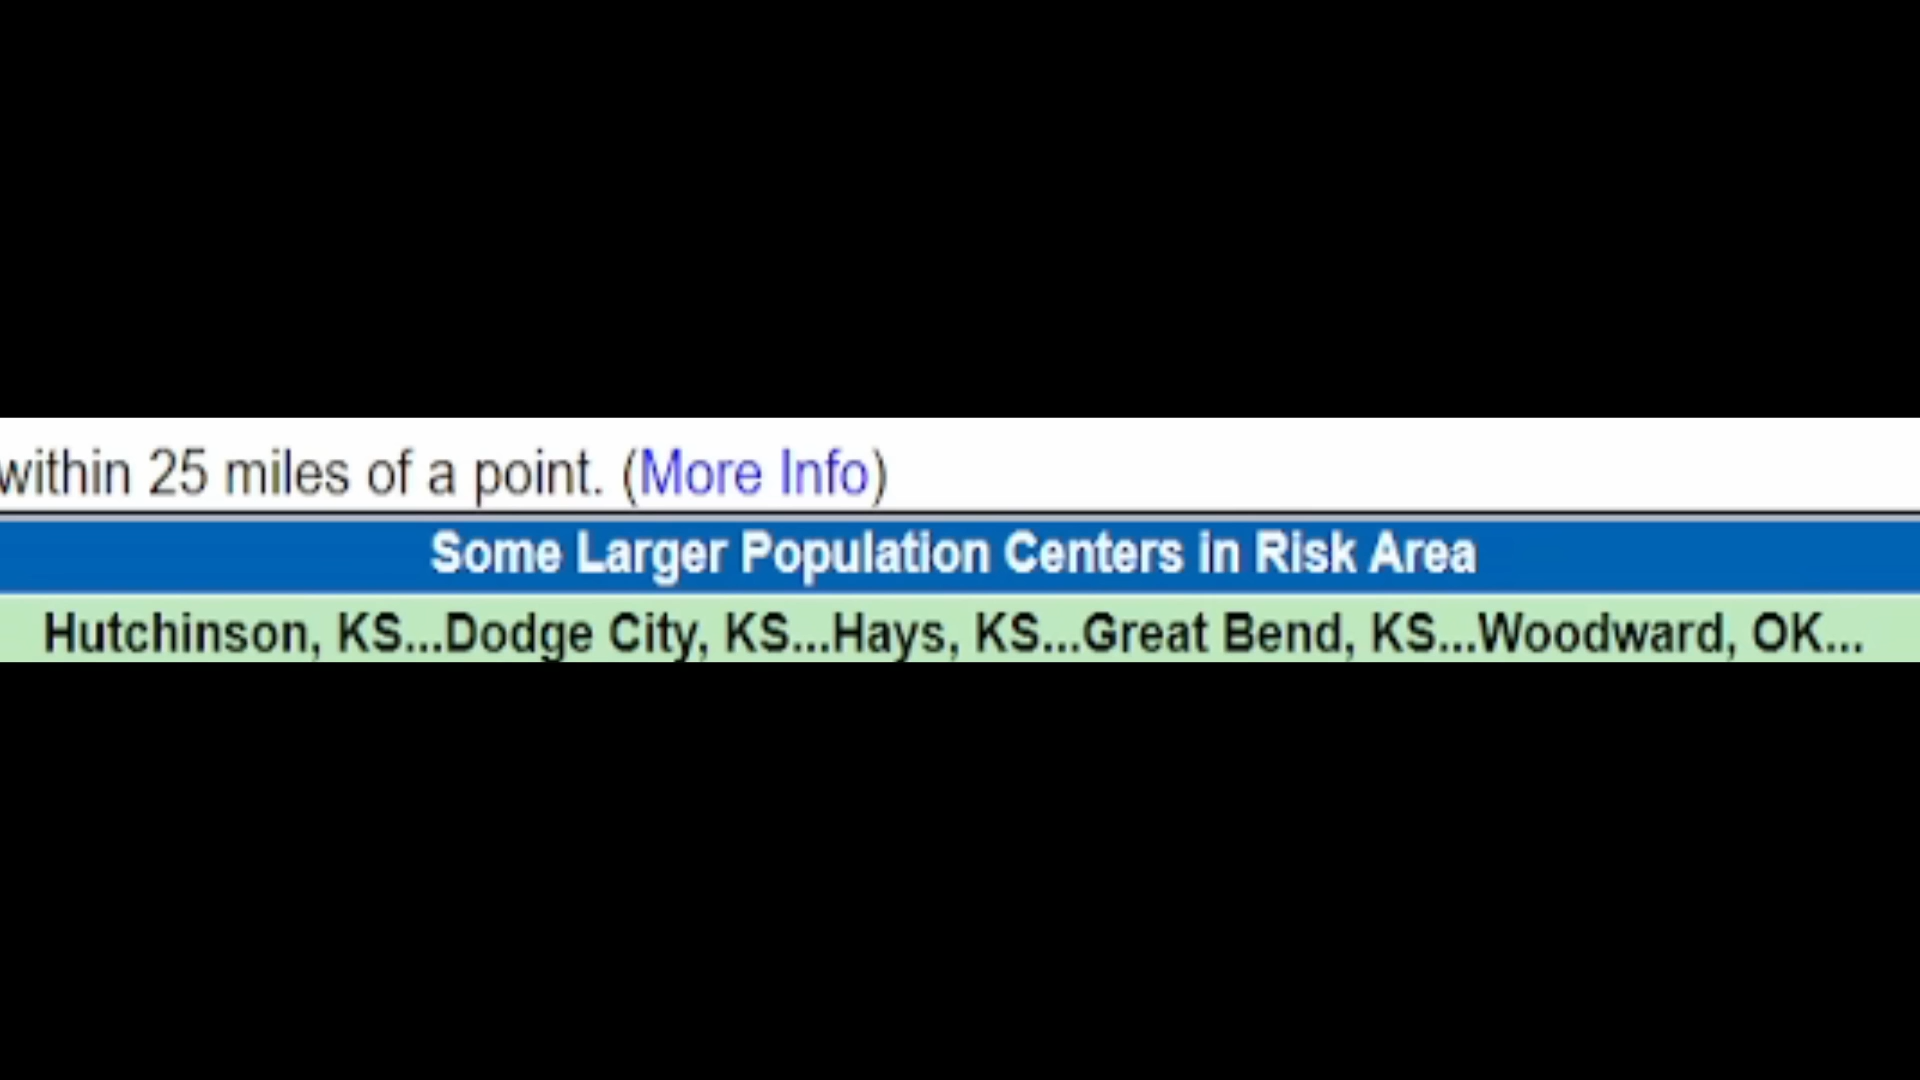 within 25 miles of a point. (More Info)
Some Larger Population Centers in Risk Area
Hutchinson, KS...Dodge City, KS...Hays, KS...Great Bend, KS...Woodward, OK...